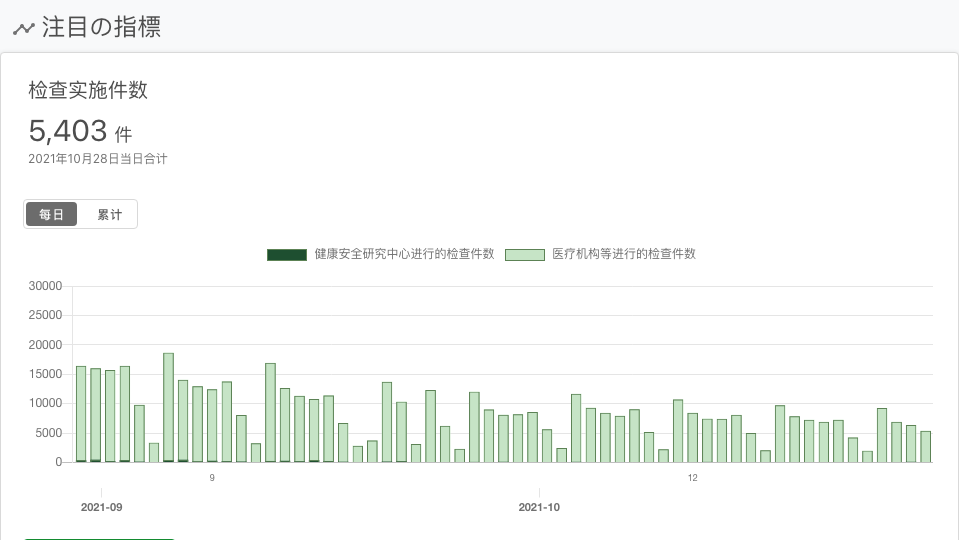 注目の指標
检查实施件数
5,403 件
2021年10月28日当日合计
每日 累计
健康安全研究中心进行的检查件数 医疗机构等进行的检查件数
30000
25000
20000
15000
10000
5000
0
9 12
2021-09 2021-10